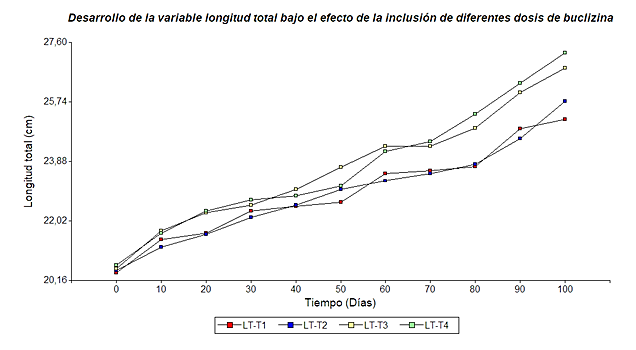 Desarrollo de la variable longitud total bajo el efecto de la inclusión de diferentes dosis de buclizina
27,60
25,74
23,88
22,02
20,16
Longitud total (cm)
0 10 20 30 40 50 60 70 80 90 100
Tiempo (Días)
LT-T1 LT-T2 LT-T3 LT-T4